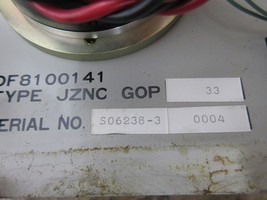 DF8100141
TYPE JZNC GOP 33
ERIAL NO. S06238-3 0004